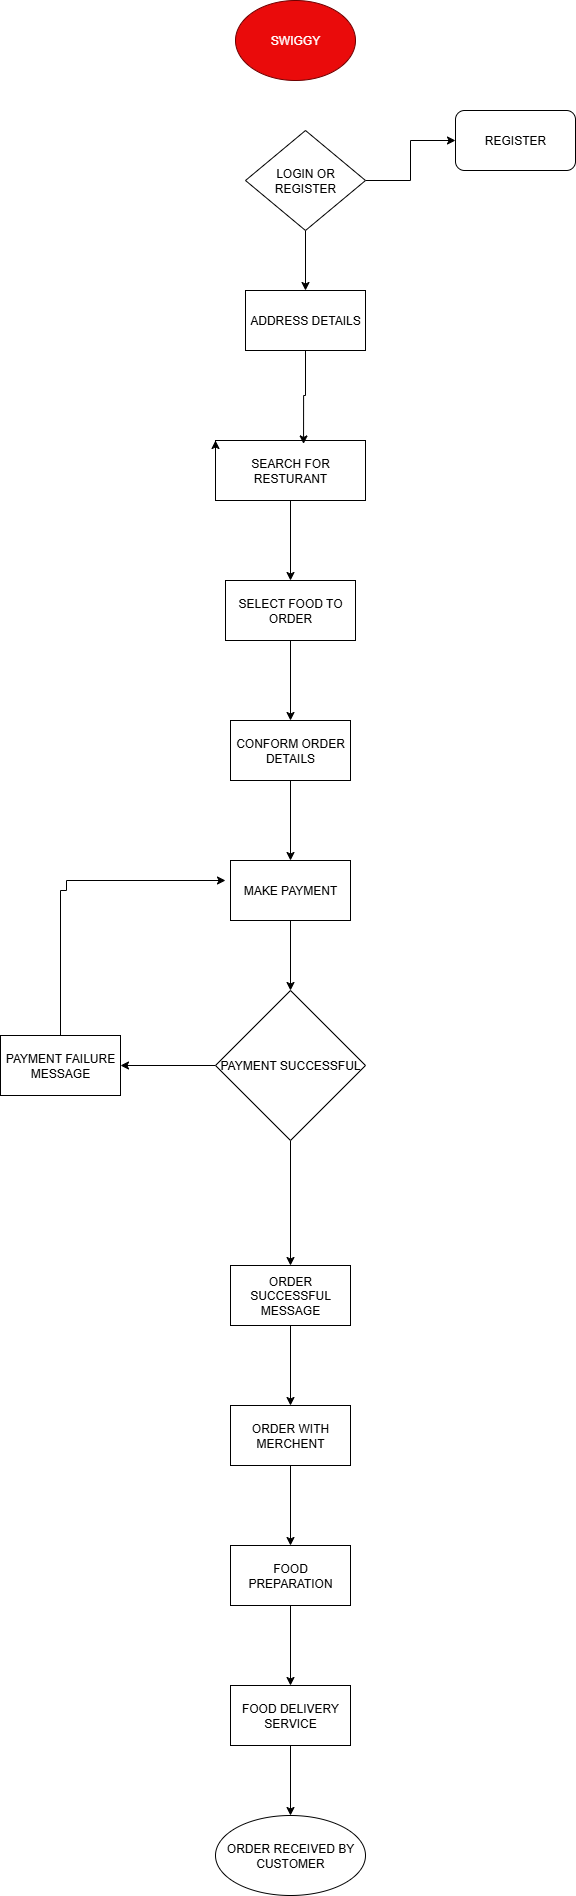 SWIGGY
REGISTER
LOGIN OR
REGISTER
ADDRESS DETAILS
SEARCH FOR
RESTURANT
SELECT FOOD TO
ORDER
CONFORM ORDER
DETAILS
MAKE PAYMENT
PAYMENT FAILURE
MESSAGE
PAYMENT SUCCESSFUL
ORDER
SUCCESSFUL
MESSAGE
ORDER WITH
MERCHENT
FOOD
PREPARATION
FOOD DELIVERY
SERVICE
ORDER RECEIVED BY
CUSTOMER